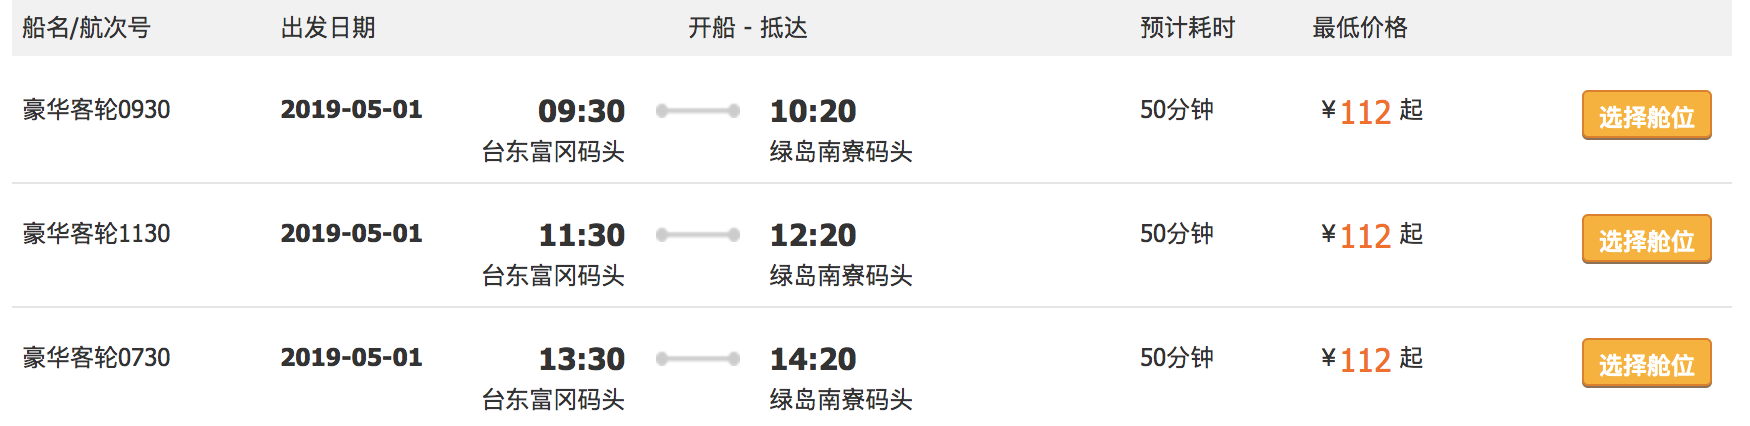 船名/航次号 出发日期 开船 - 抵达 预计耗时 最低价格
豪华客轮0930 2019-05-01 09:30 10:20 50分钟 ¥112 起 选择舱位
台东富冈码头 绿岛南寮码头
豪华客轮1130 2019-05-01 11:30 12:20 50分钟 ¥112 起 选择舱位
台东富冈码头 绿岛南寮码头
豪华客轮0730 2019-05-01 13:30 14:20 50分钟 ¥112 起 选择舱位
台东富冈码头 绿岛南寮码头